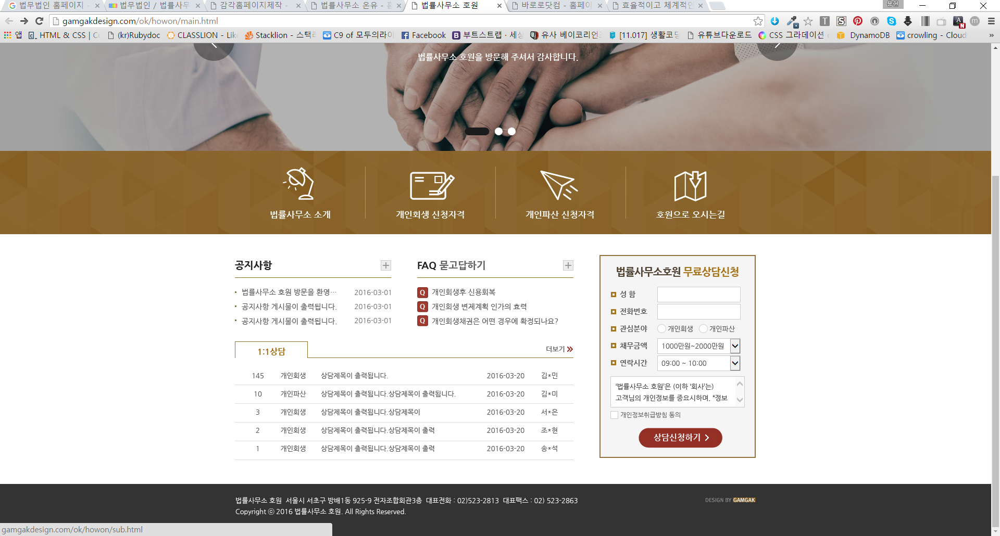 법무법인 홈페이지 -
법무법인 / 법률사무
감각홈페이지제작 -
법률사무소 온유 - 홈
법률사무소 호원
바로로닷컴 - 홈페이
효율적이고 체계적인
용현
gamgakdesign.com/ok/howon/main.html
앱
HTML & CSS | Co
(kr)Rubydoc
CLASSLION - Like
Stacklion - 스택리
C9 of 모두의라이
Facebook
부트스트랩 · 세상
유사 베이코리언즈
[11.017] 생활코딩
유튜브다운로드
CSS 그라데이션
DynamoDB
crowling - Cloud
»
법률사무소 호원을 방문해 주셔서 감사합니다.
법률사무소 소개
개인회생 신청자격
개인파산 신청자격
호원으로 오시는길
공지사항
법률사무소 호원 방문을 환영… 2016-03-01
공지사항 게시물이 출력됩니다. 2016-03-01
공지사항 게시물이 출력됩니다. 2016-03-01
FAQ 묻고답하기
Q 개인회생후 신용회복
Q 개인회생 변제계획 인가의 효력
Q 개인회생채권은 어떤 경우에 확정되나요?
1:1상담
더보기
145 개인회생 상담제목이 출력됩니다. 2016-03-20 김*민
10 개인파산 상담제목이 출력됩니다.상담제목이 출력됩니다. 2016-03-20 김*미
3 개인회생 상담제목이 출력됩니다.상담제목이 2016-03-20 서*은
2 개인회생 상담제목이 출력됩니다.상담제목이 출력 2016-03-20 조*현
1 개인회생 상담제목이 출력됩니다.상담제목이 출력 2016-03-20 송*석
법률사무소호원 무료상담신청
성 함
전화번호
관심분야 개인회생 개인파산
채무금액 1000만원~2000만원
연락시간 09:00 ~ 10:00
‘법률사무소 호원’은 (이하 ‘회사’는)
고객님의 개인정보를 중요시하며, “정보
개인정보취급방침 동의
상담신청하기
법률사무소 호원 서울시 서초구 방배1동 925-9 전자조합회관3층 대표전화 : 02)523-2813 대표팩스 : 02) 523-2863
Copyright ⓒ 2016 법률사무소 호원. All Rights Reserved.
DESIGN BY GAMGAK
gamgakdesign.com/ok/howon/sub.html